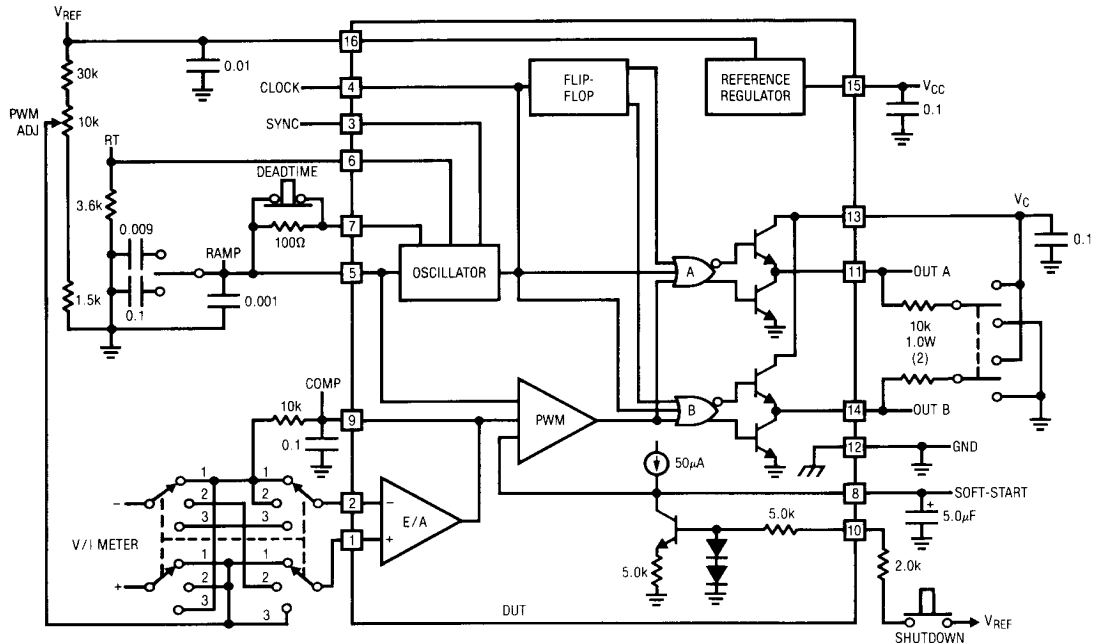 VREF
16
30k
0.01
CLOCK
4
FLIP-
FLOP
REFERENCE
REGULATOR
15
VCC
0.1
PWM
ADJ
10k
SYNC
3
RT
6
DEADTIME
3.6k
7
100Ω
13
VC
0.1
0.009
RAMP
5
OSCILLATOR
A
11
OUT A
0.1
0.001
1.5k
10k
1.0W
(2)
COMP
10k
9
PWM
B
14
OUT B
0.1
12
GND
50μA
1
1
2
2
3
3
2
−
E/A
8
SOFT-START
+
5.0μF
−
V/I METER
1
+
5.0k
10
1
1
+
2
2
3
3
5.0k
2.0k
DUT
SHUTDOWN
VREF